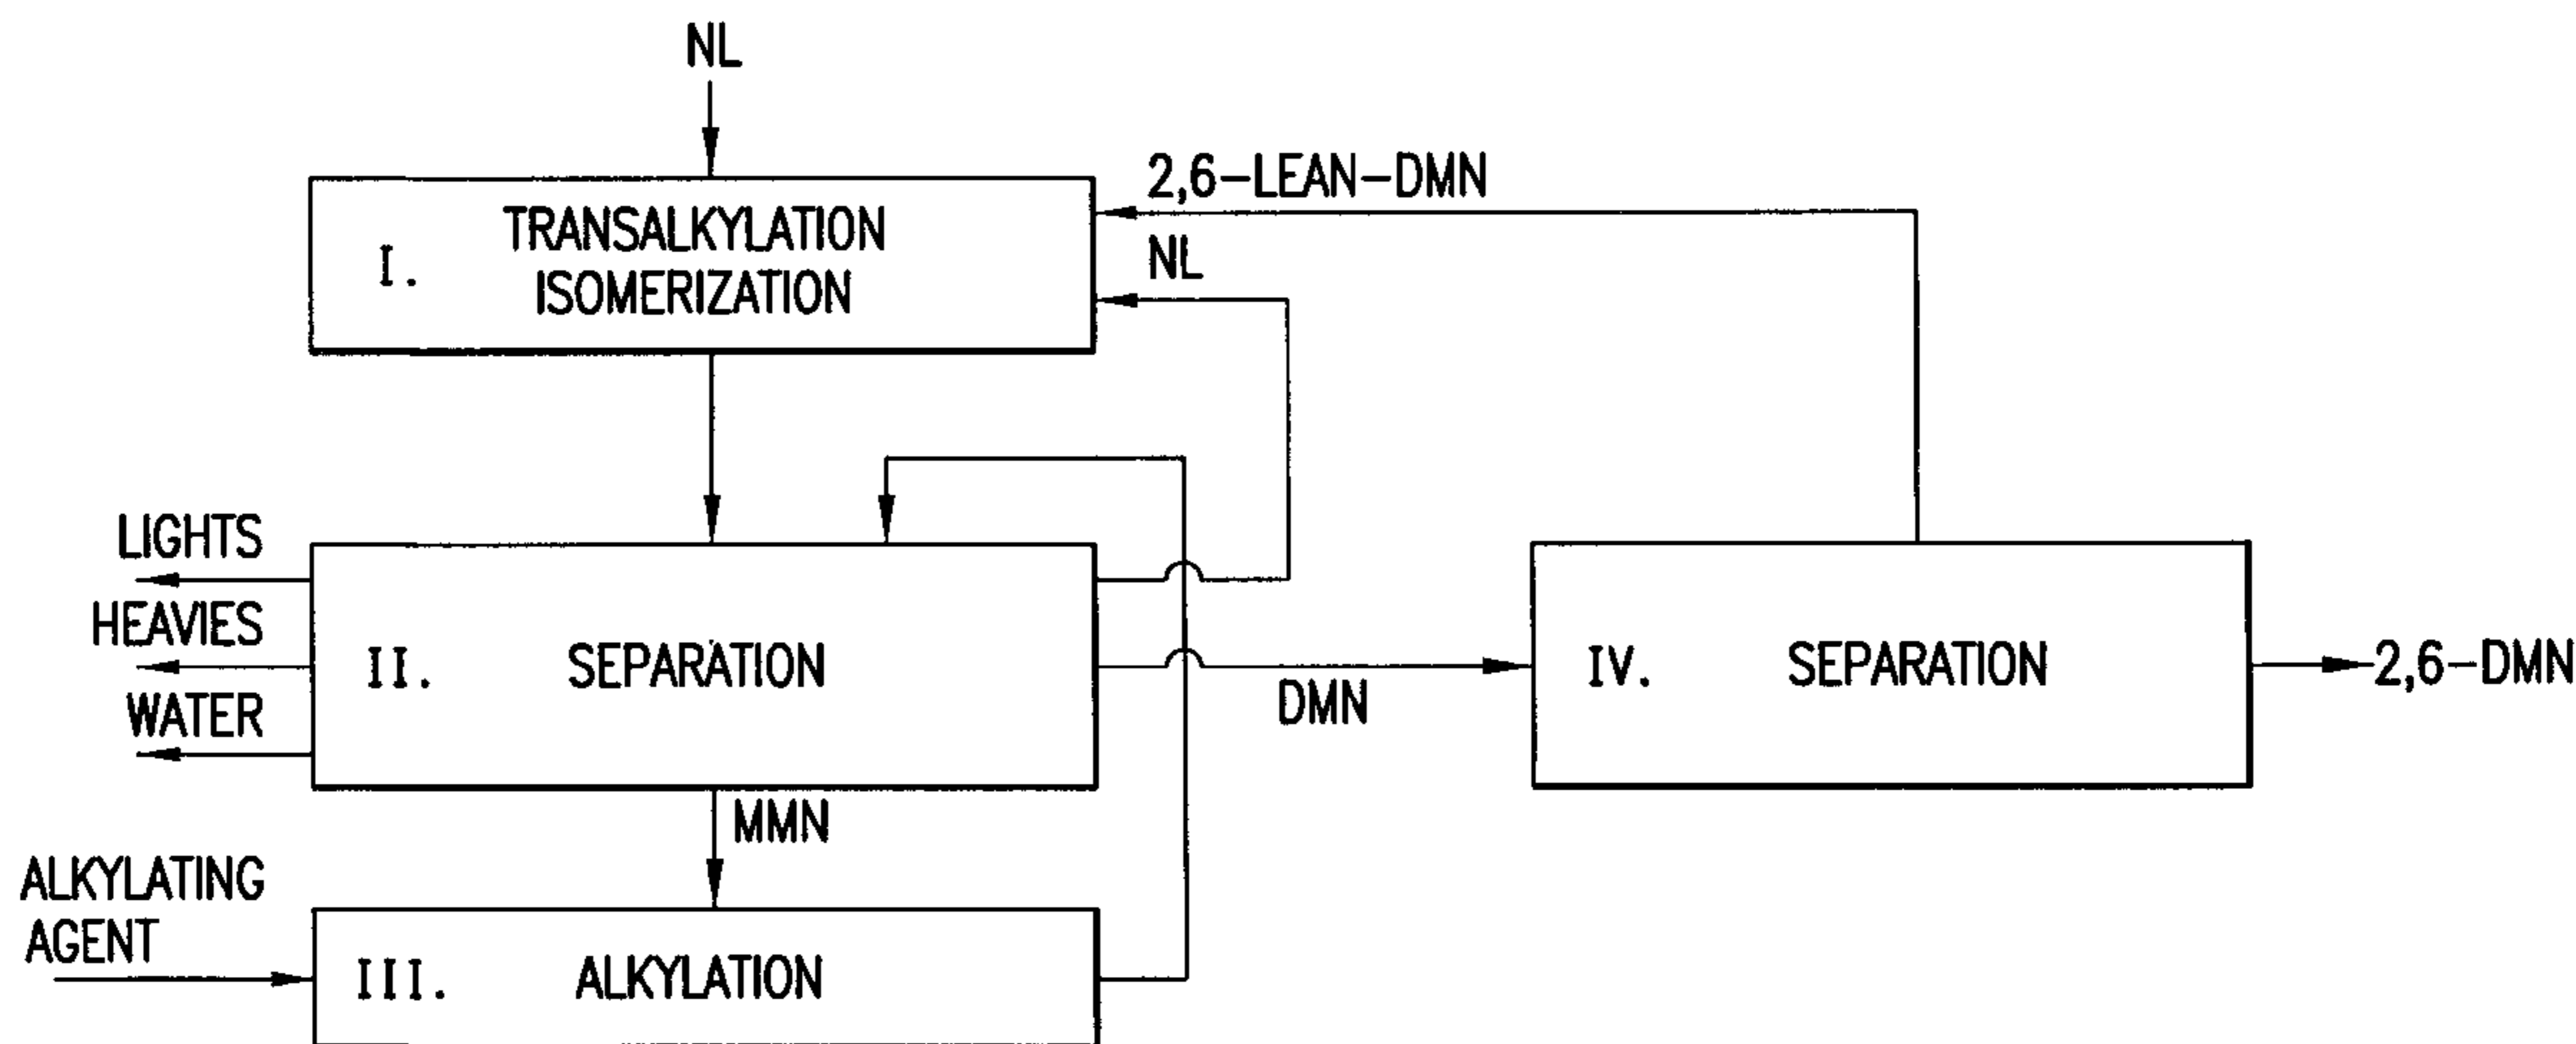 NL
2,6-LEAN-DMN
I. TRANSALKYLATION
ISOMERIZATION
NL
LIGHTS
HEAVIES
WATER
II. SEPARATION
DMN
IV. SEPARATION
2,6-DMN
MMN
ALKYLATING
AGENT
III. ALKYLATION